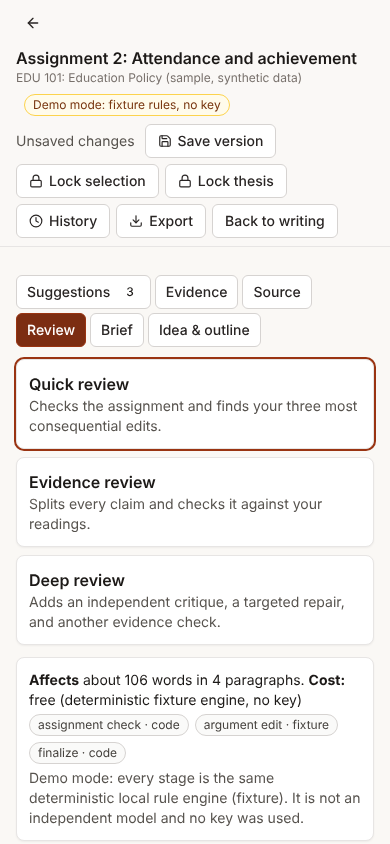 Assignment 2: Attendance and achievement
EDU 101: Education Policy (sample, synthetic data)
Demo mode: fixture rules, no key
Unsaved changes Save version
Lock selection Lock thesis
History Export Back to writing
Suggestions 3 Evidence Source
Review Brief Idea & outline
Quick review
Checks the assignment and finds your three most
consequential edits.
Evidence review
Splits every claim and checks it against your
readings.
Deep review
Adds an independent critique, a targeted repair,
and another evidence check.
Affects about 106 words in 4 paragraphs. Cost:
free (deterministic fixture engine, no key)
assignment check · code argument edit · fixture
finalize · code
Demo mode: every stage is the same
deterministic local rule engine (fixture). It is not an
independent model and no key was used.